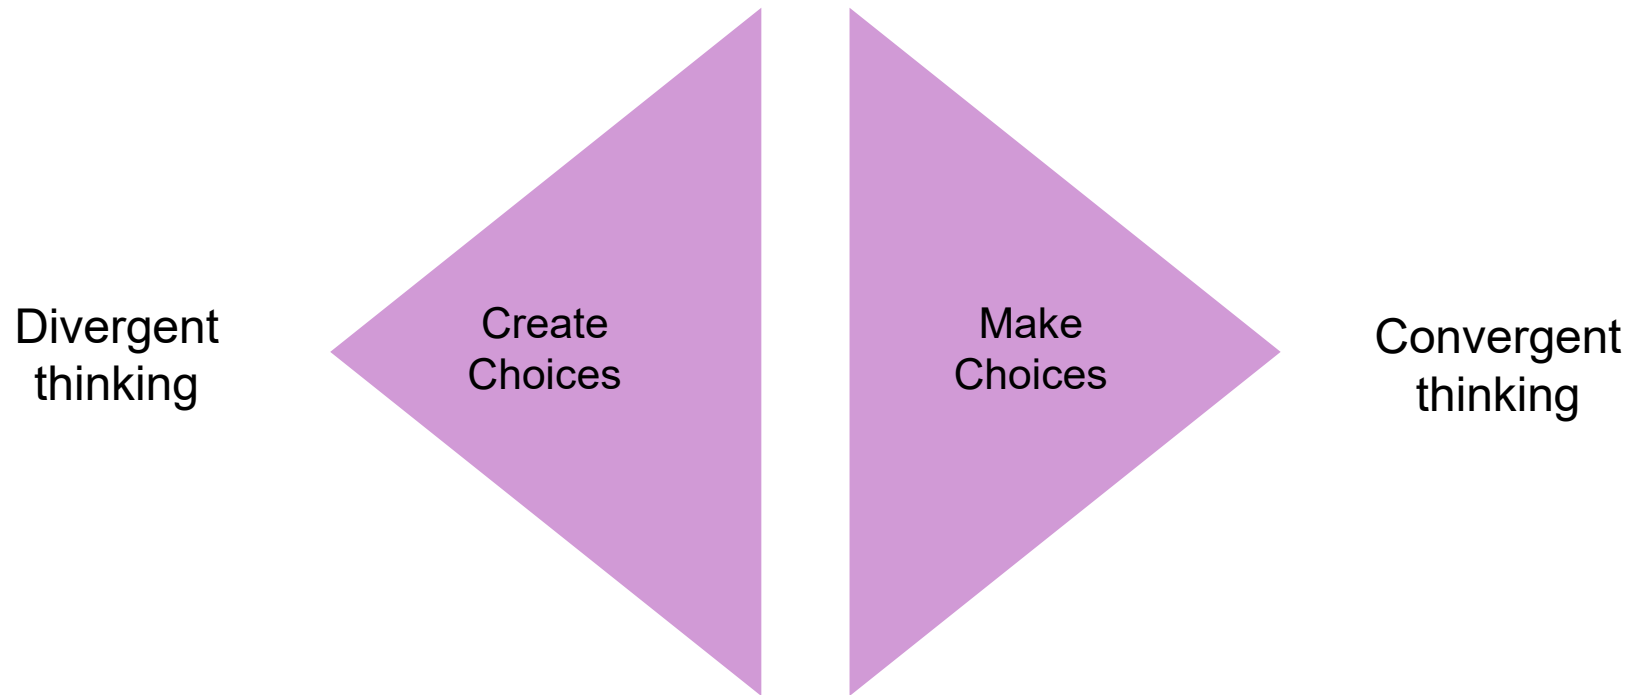 Divergent
thinking
Create
Choices
Make
Choices
Convergent
thinking